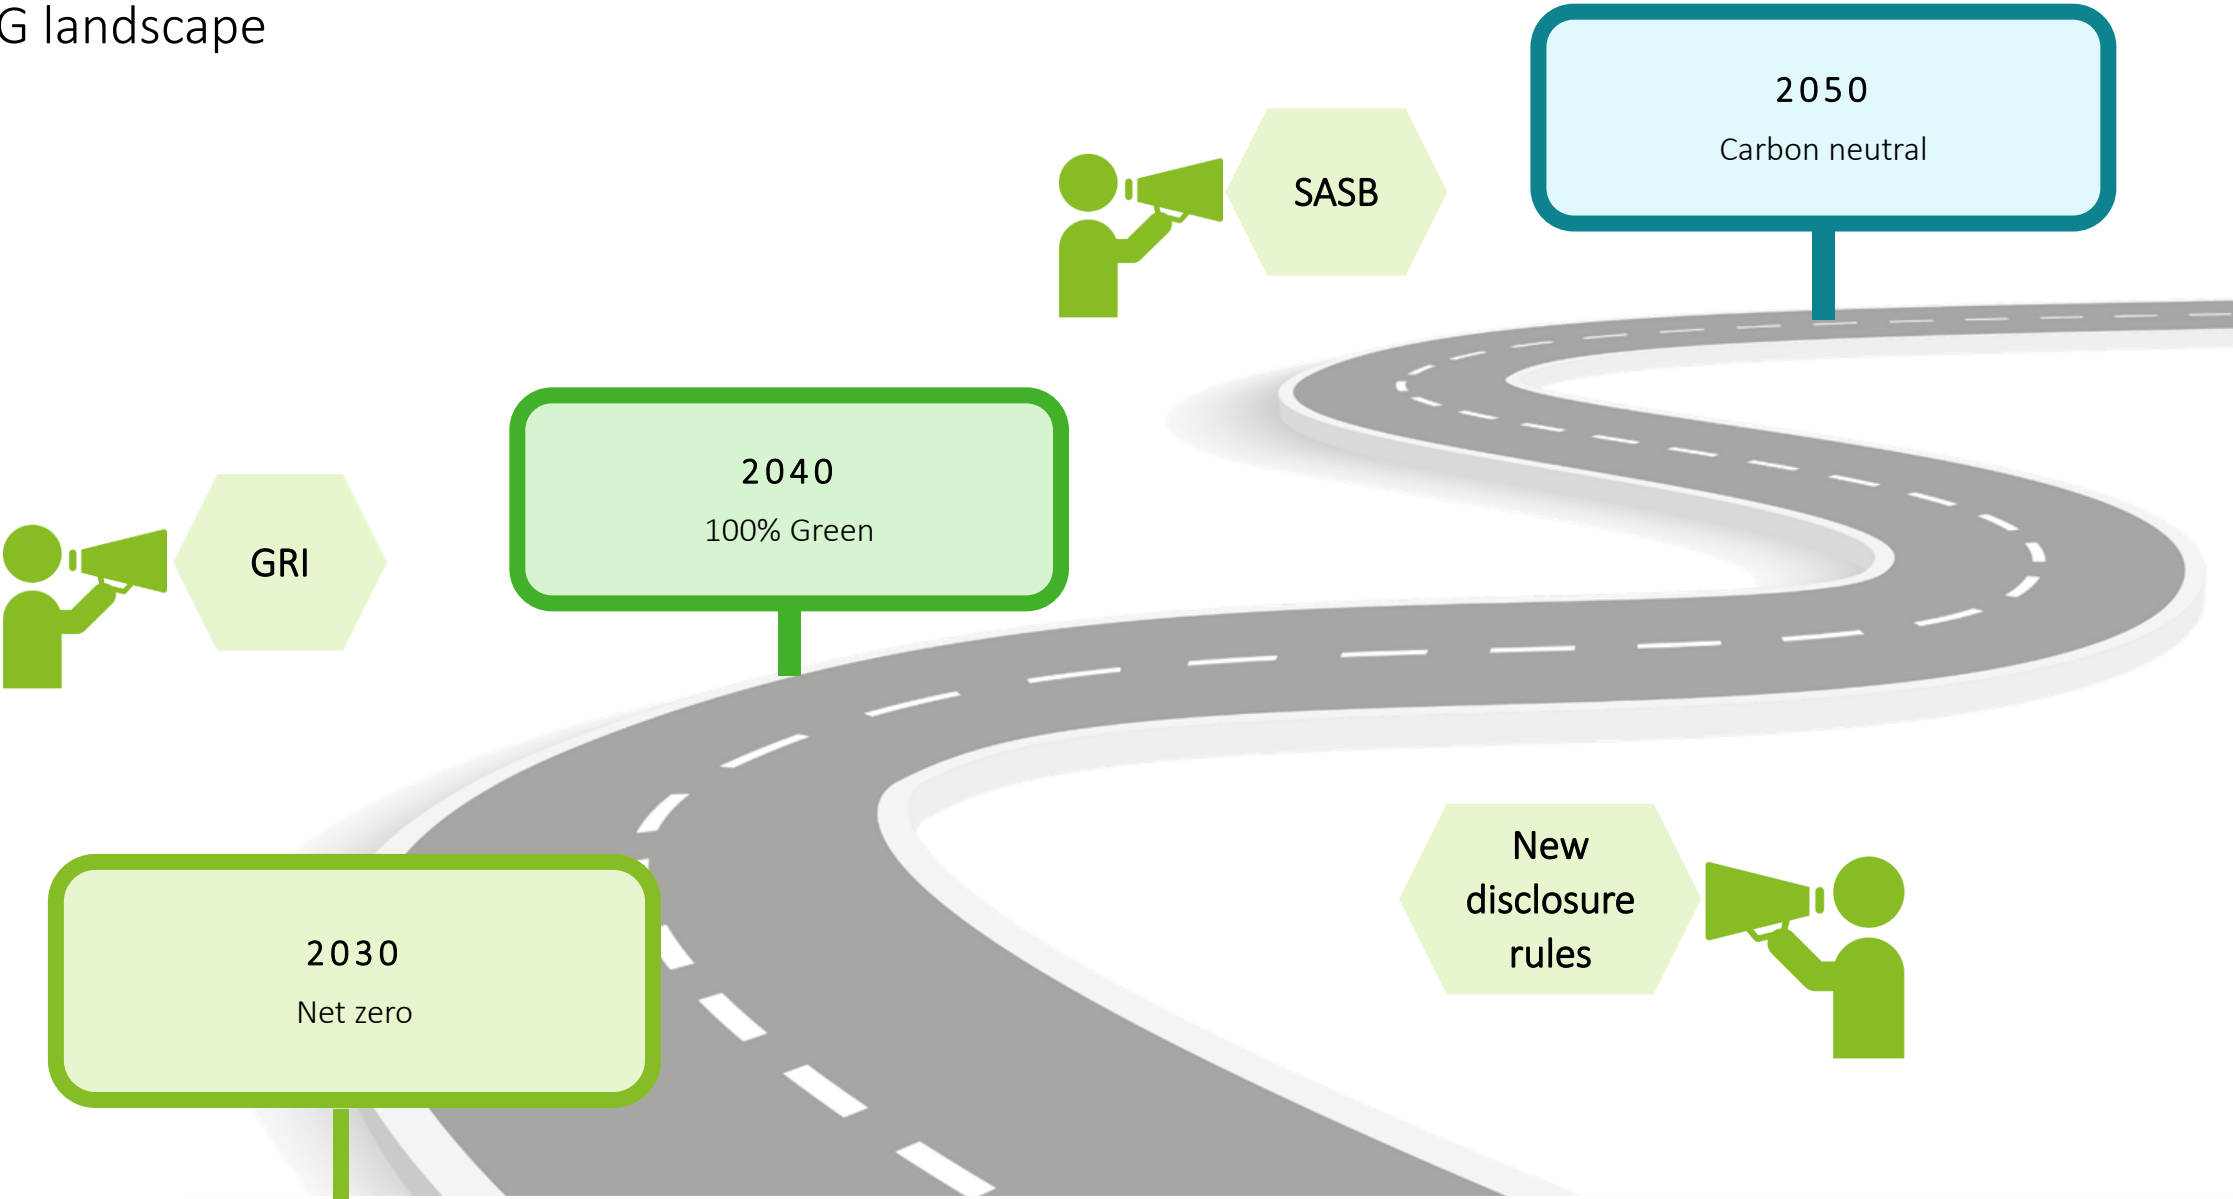 G landscape
2050
Carbon neutral
SASB
2040
100% Green
GRI
New
disclosure
rules
2030
Net zero